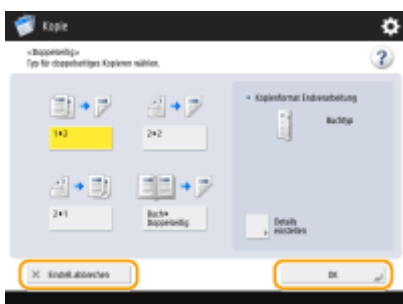 Kopie
<Doppelseitig>
Typ für doppelseitiges Kopieren wählen.
?
1▸2
2▸2
2▸1
Buch▸
Doppelseitig
• Kopienformat Endverarbeitung
Buchtyp
Details
einstellen
× Einstell. abbrechen
OK